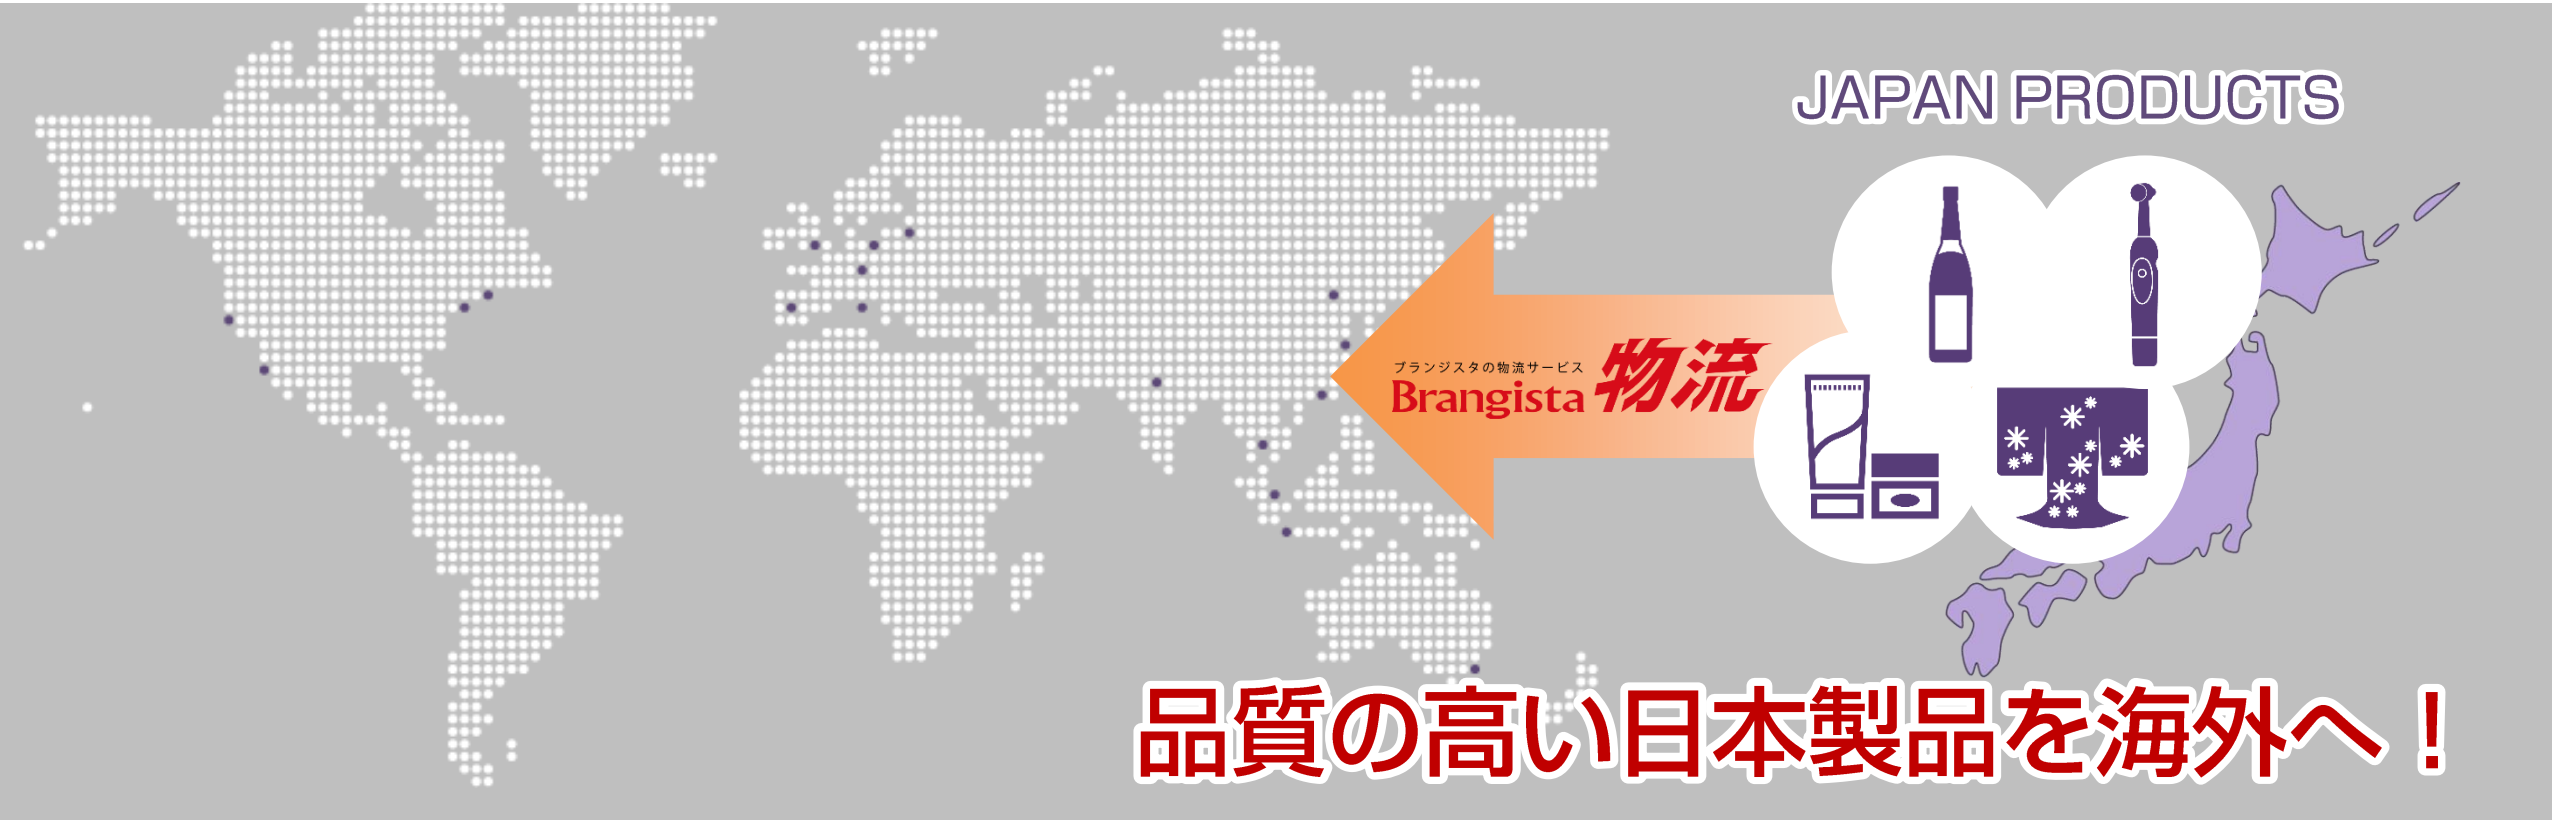 JAPAN PRODUCTS
ブランジスタの物流サービス
Brangista 物流
品質の高い日本製品を海外へ！